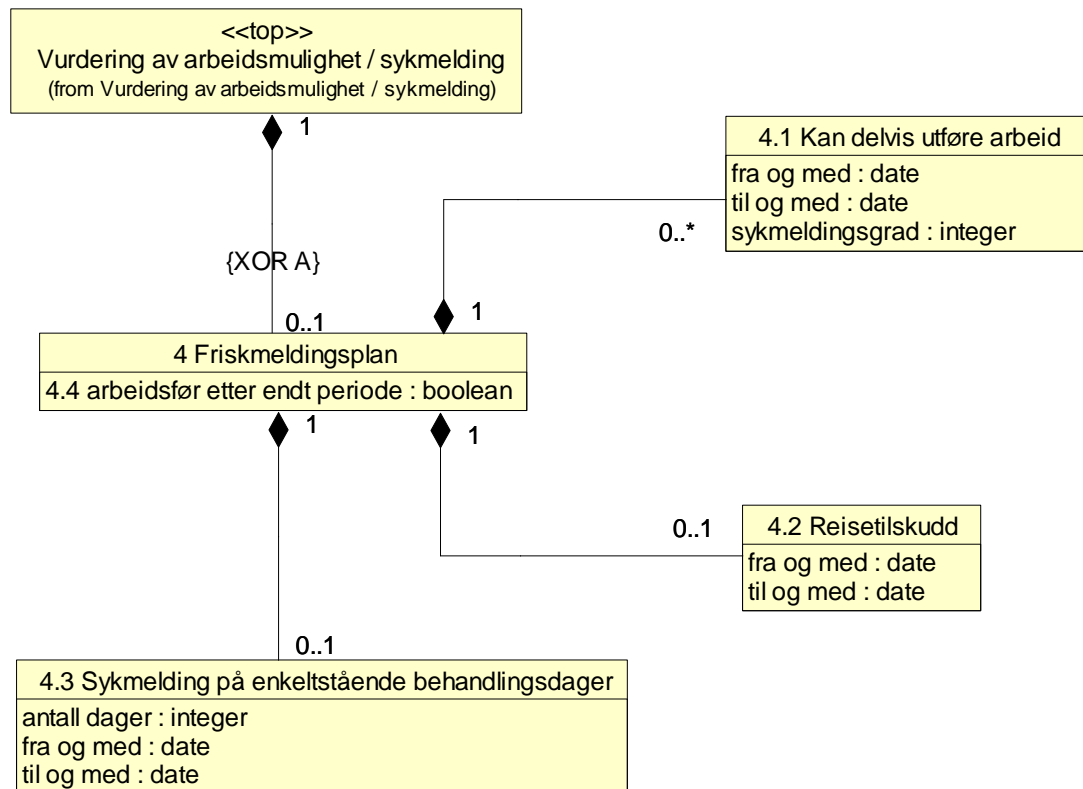 <<top>>
Vurdering av arbeidsmulighet / sykmelding
(from Vurdering av arbeidsmulighet / sykmelding)
1
4.1 Kan delvis utføre arbeid
fra og med : date
til og med : date
sykmeldingsgrad : integer
0..*
{XOR A}
0..1
1
4 Friskmeldingsplan
4.4 arbeidsfør etter endt periode : boolean
1
1
0..1
4.2 Reisetilskudd
fra og med : date
til og med : date
0..1
4.3 Sykmelding på enkeltstående behandlingsdager
antall dager : integer
fra og med : date
til og med : date